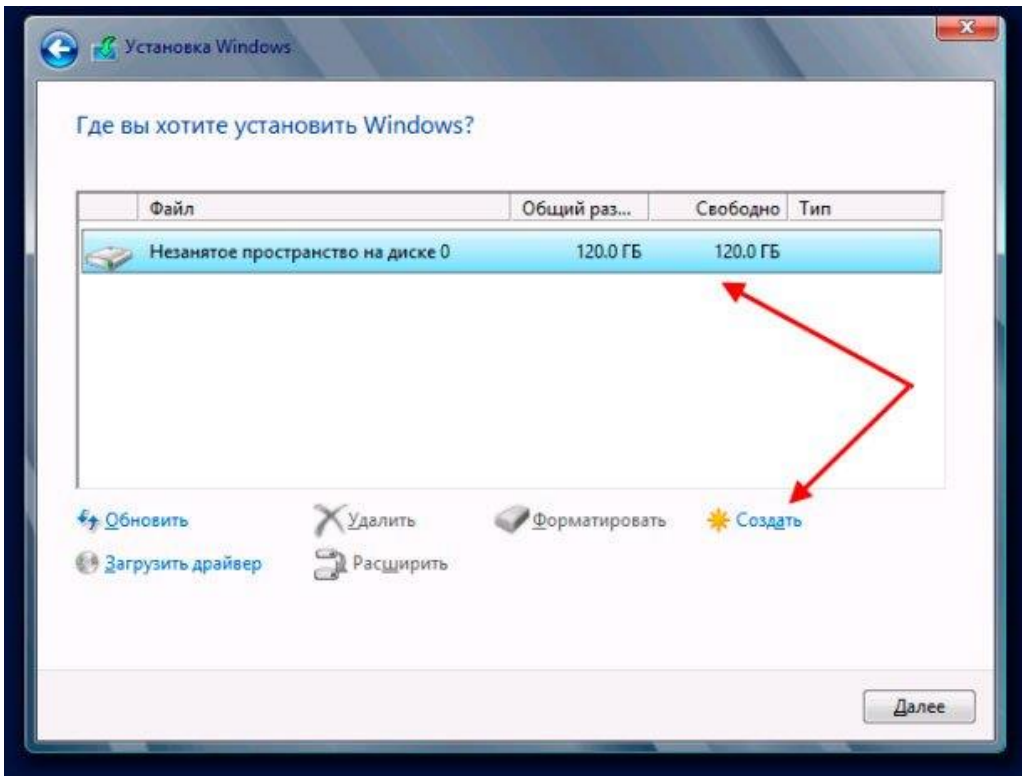 Установка Windows
Где вы хотите установить Windows?
Файл Общий раз... Свободно Тип
Незанятое пространство на диске 0 120.0 ГБ 120.0 ГБ
Обновить Удалить Форматировать Создать
Загрузить драйвер Расширить
Далее